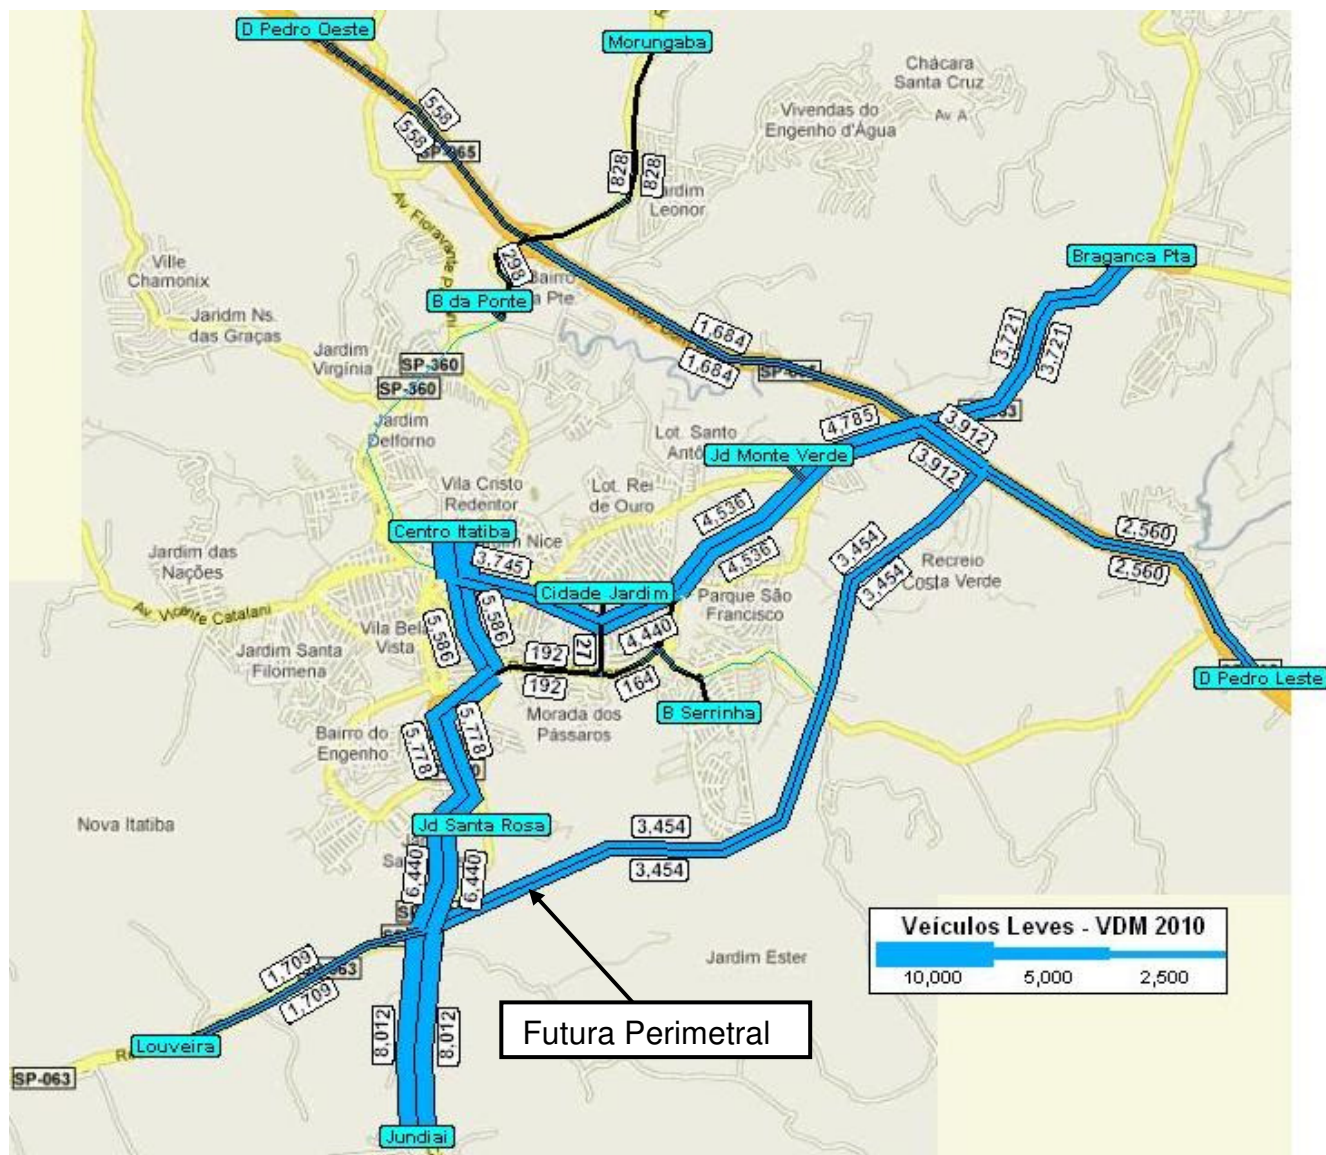 D Pedro Oeste
Morungaba
Chácara
Santa Cruz
Av. A
Vivendas do
Engenho d'Água
558
558
828
828
Jardim
Leonor
Av. Fioravante
298
Bairro
Pte.
Braganca Pta
Ville
Chamonix
B da Ponte
Jaridm Ns.
das Graças
Jardim
Virgínia
SP-360
SP-360
1,684
1,684
3,721
3,721
Jardim
Delforno
Lot. Santo
4,785
3,912
3,912
Jd Monte Verde
Vila Cristo
Redentor
Lot. Rei
de Ouro
4,536
4,536
Centro Itatiba
Nice
2,560
2,560
Jardim das
Nações
3,745
3,454
3,454
Recreio
Costa Verde
Cidade Jardim
Parque São
Francisco
Av. Vicente Catalani
Vila Bela
Vista
5,586
5,586
4,440
27
192
192
164
Jardim Santa
Filomena
D Pedro Leste
B Serrinha
Morada dos
Pássaros
Bairro do
Engenho
5,778
5,778
Nova Itatiba
Jd Santa Rosa
3,454
3,454
6,440
6,440
Veículos Leves - VDM 2010
10,000 5,000 2,500
Jardim Ester
1,709
1,709
Futura Perimetral
8,012
8,012
Louveira
SP-063
Jundiai